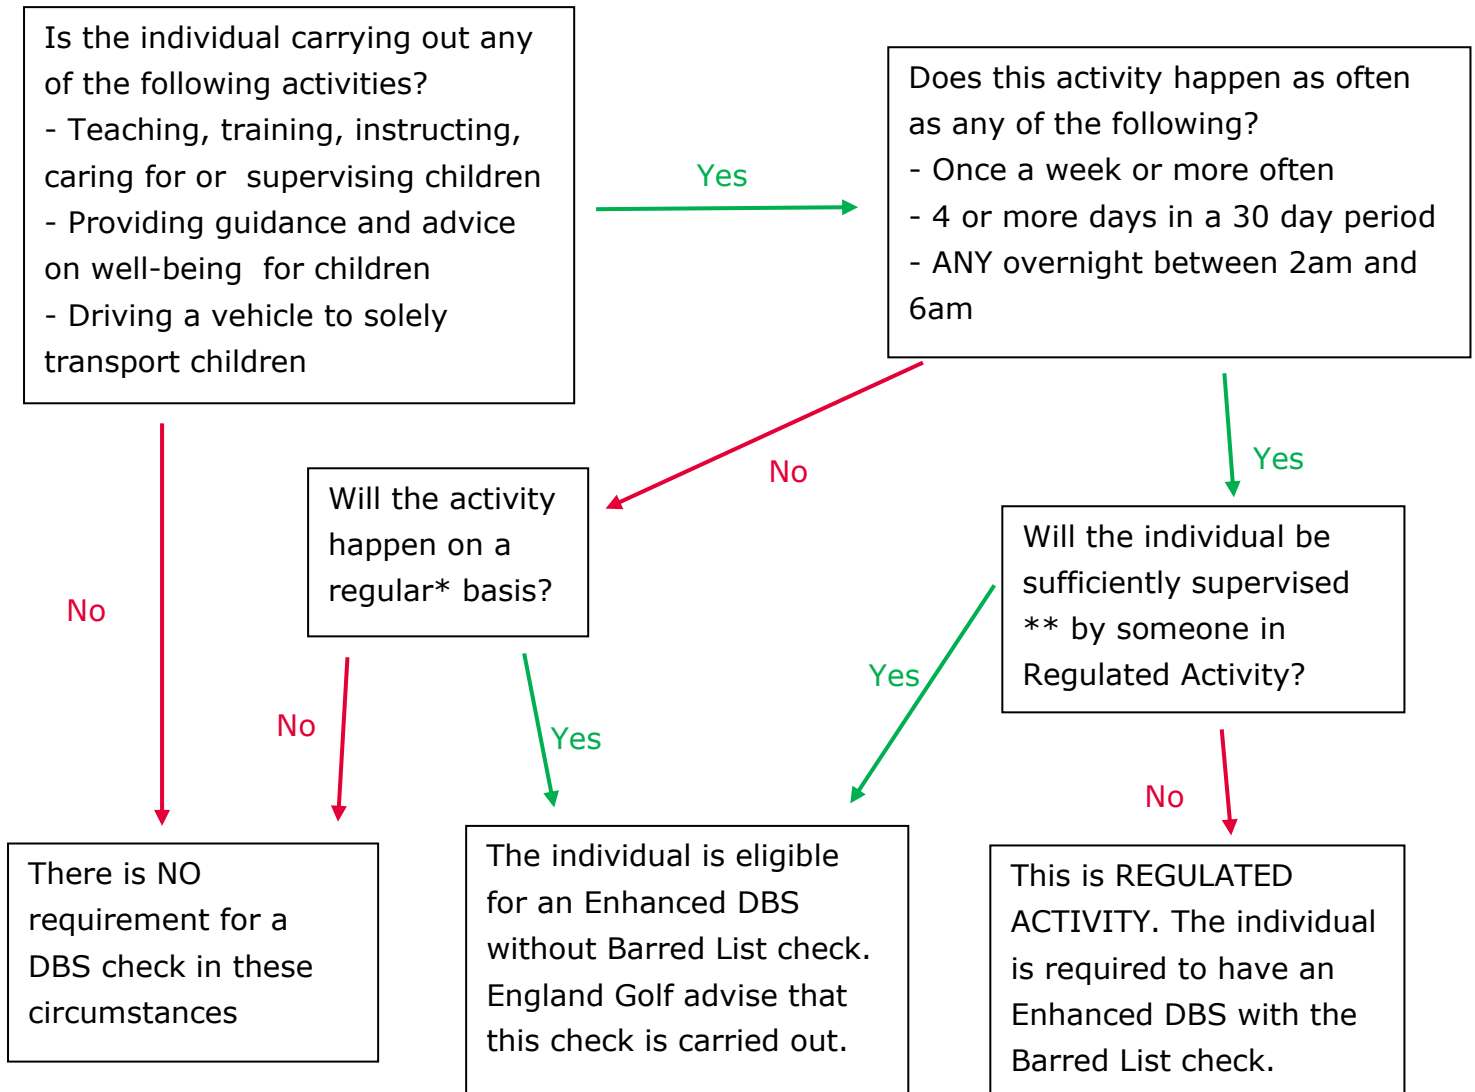 Is the individual carrying out any
of the following activities?
- Teaching, training, instructing,
caring for or  supervising children
- Providing guidance and advice
on well-being  for children
- Driving a vehicle to solely
transport children
Yes
Does this activity happen as often
as any of the following?
- Once a week or more often
- 4 or more days in a 30 day period
- ANY overnight between 2am and
6am
No
No
Yes
Will the activity
happen on a
regular* basis?
Will the individual be
sufficiently supervised
** by someone in
Regulated Activity?
No
Yes
Yes
No
There is NO
requirement for a
DBS check in these
circumstances
The individual is eligible
for an Enhanced DBS
without Barred List check.
England Golf advise that
this check is carried out.
This is REGULATED
ACTIVITY. The individual
is required to have an
Enhanced DBS with the
Barred List check.